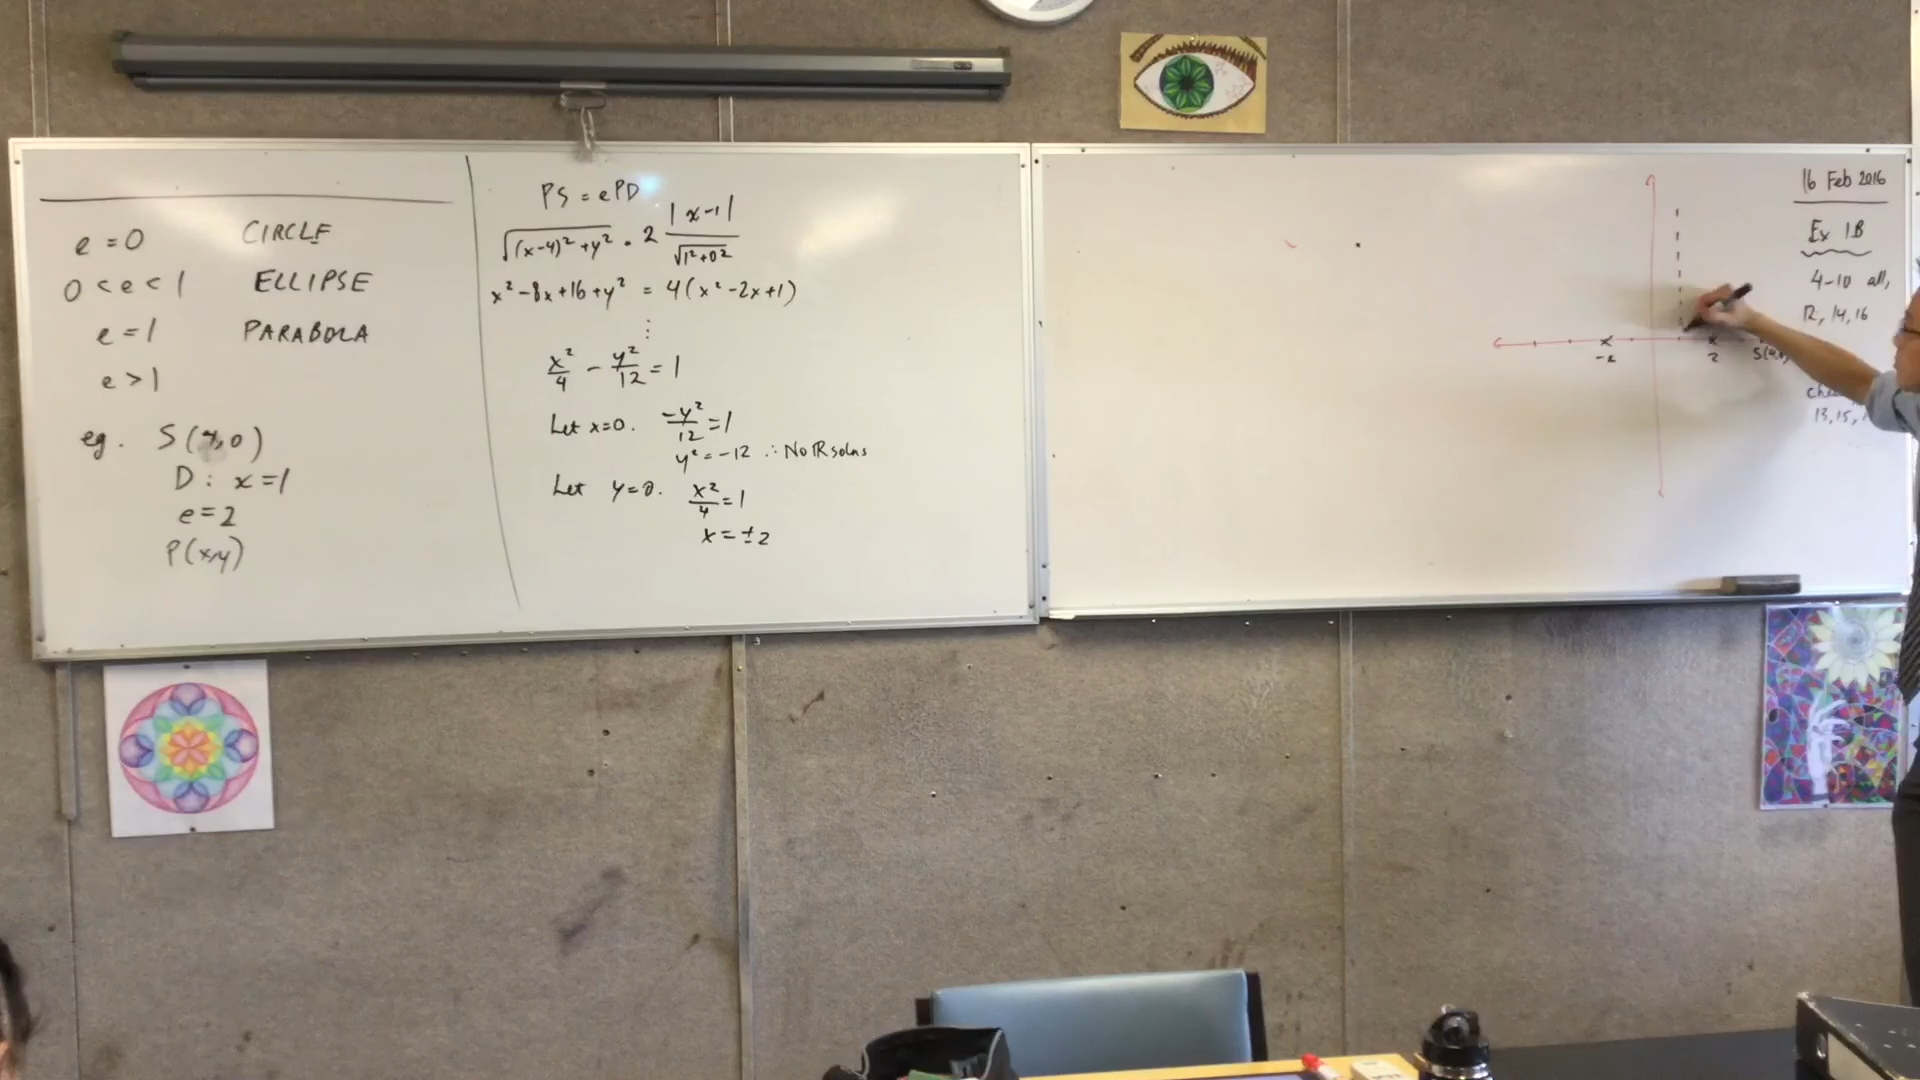 e = 0 CIRCLE
0 < e < 1 ELLIPSE
e = 1 PARABOLA
e > 1
eg. S(4,0)
D : x = 1
e = 2
P(x,y)
PS = ePD
√((x-4)² + y²) = 2 |x-1| / √(1²+0²)
x² - 8x + 16 + y² = 4(x² - 2x + 1)
⋮
x²/4 - y²/12 = 1
Let x=0. -y²/12 = 1
y² = -12 ∴ No ℝ solns
Let y=0. x²/4 = 1
x = ±2
-2 2
16 Feb 2016
Ex 1B
4-10 all,
12, 14, 16
13, 15,